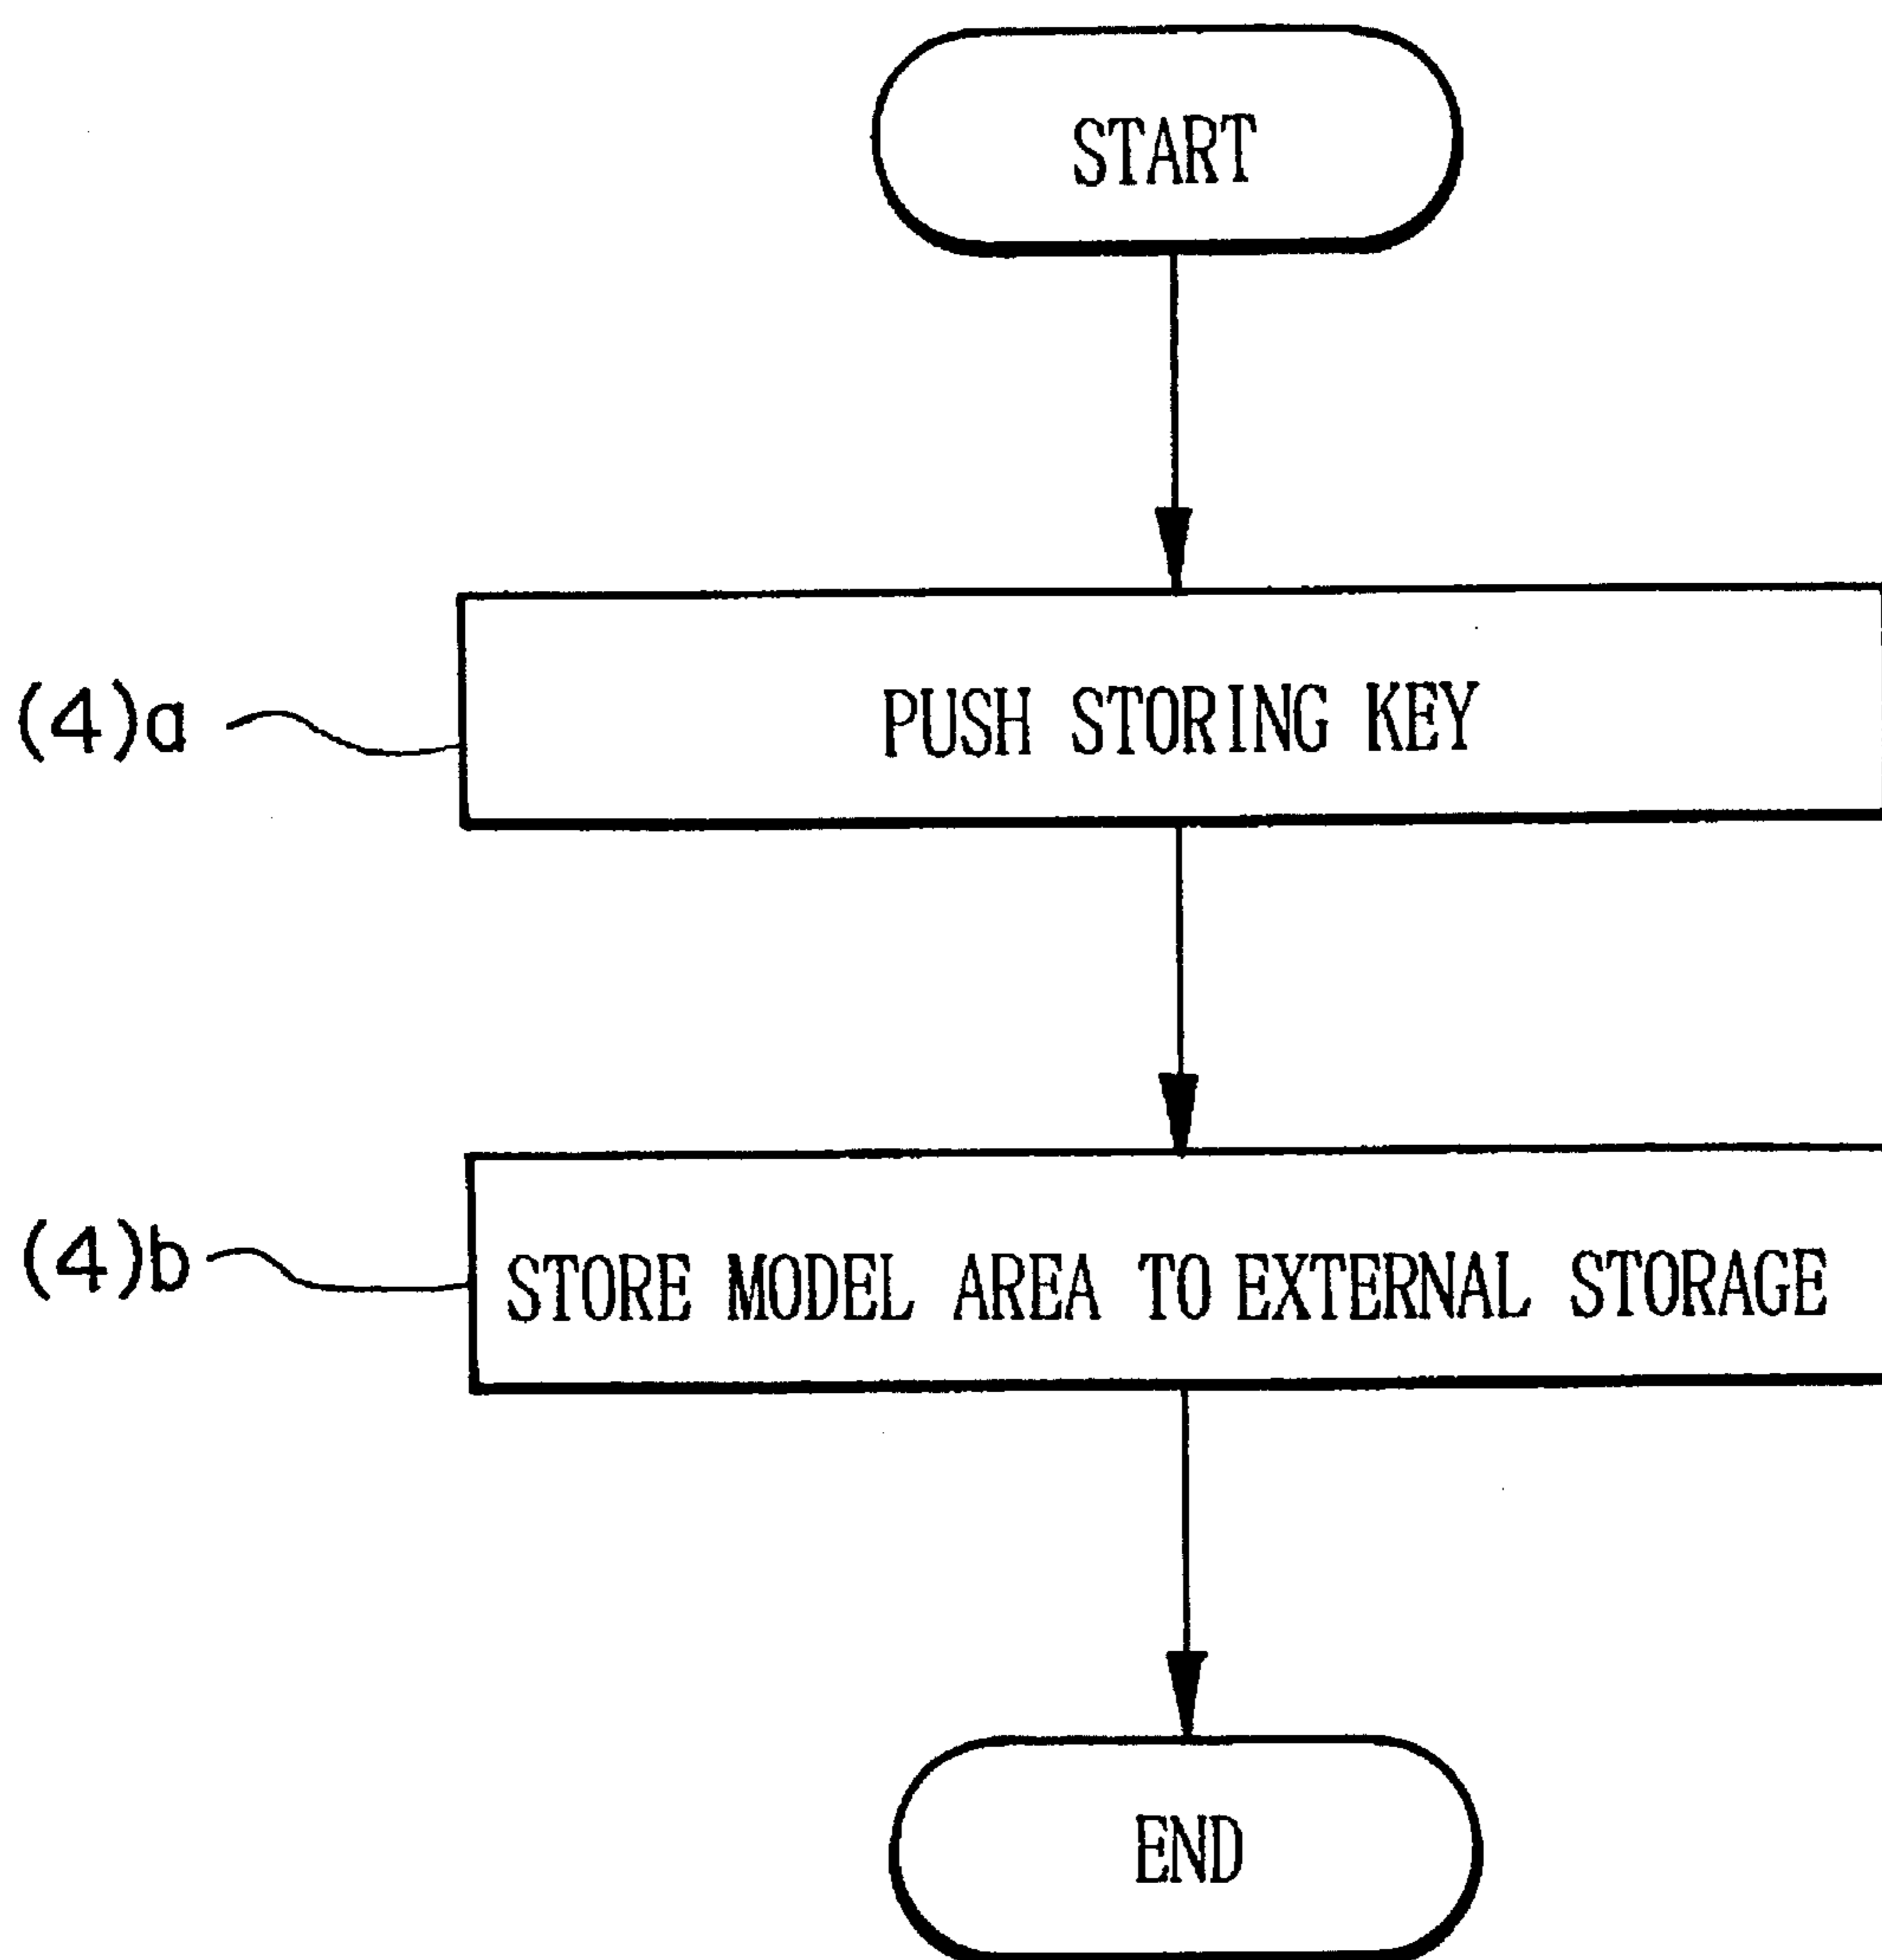 START
(4)a
PUSH STORING KEY
(4)b
STORE MODEL AREA TO EXTERNAL STORAGE
END